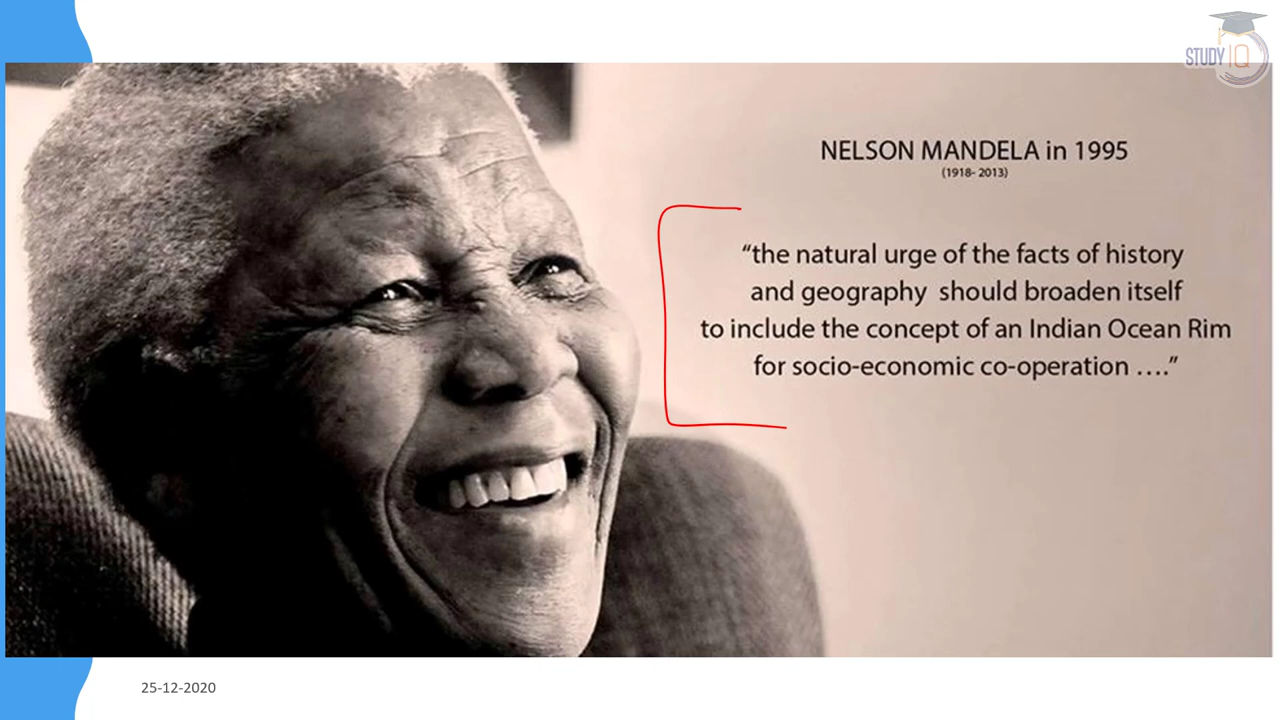 STUDY IQ
NELSON MANDELA in 1995
(1918- 2013)
“the natural urge of the facts of history
and geography should broaden itself
to include the concept of an Indian Ocean Rim
for socio-economic co-operation ….”
25-12-2020